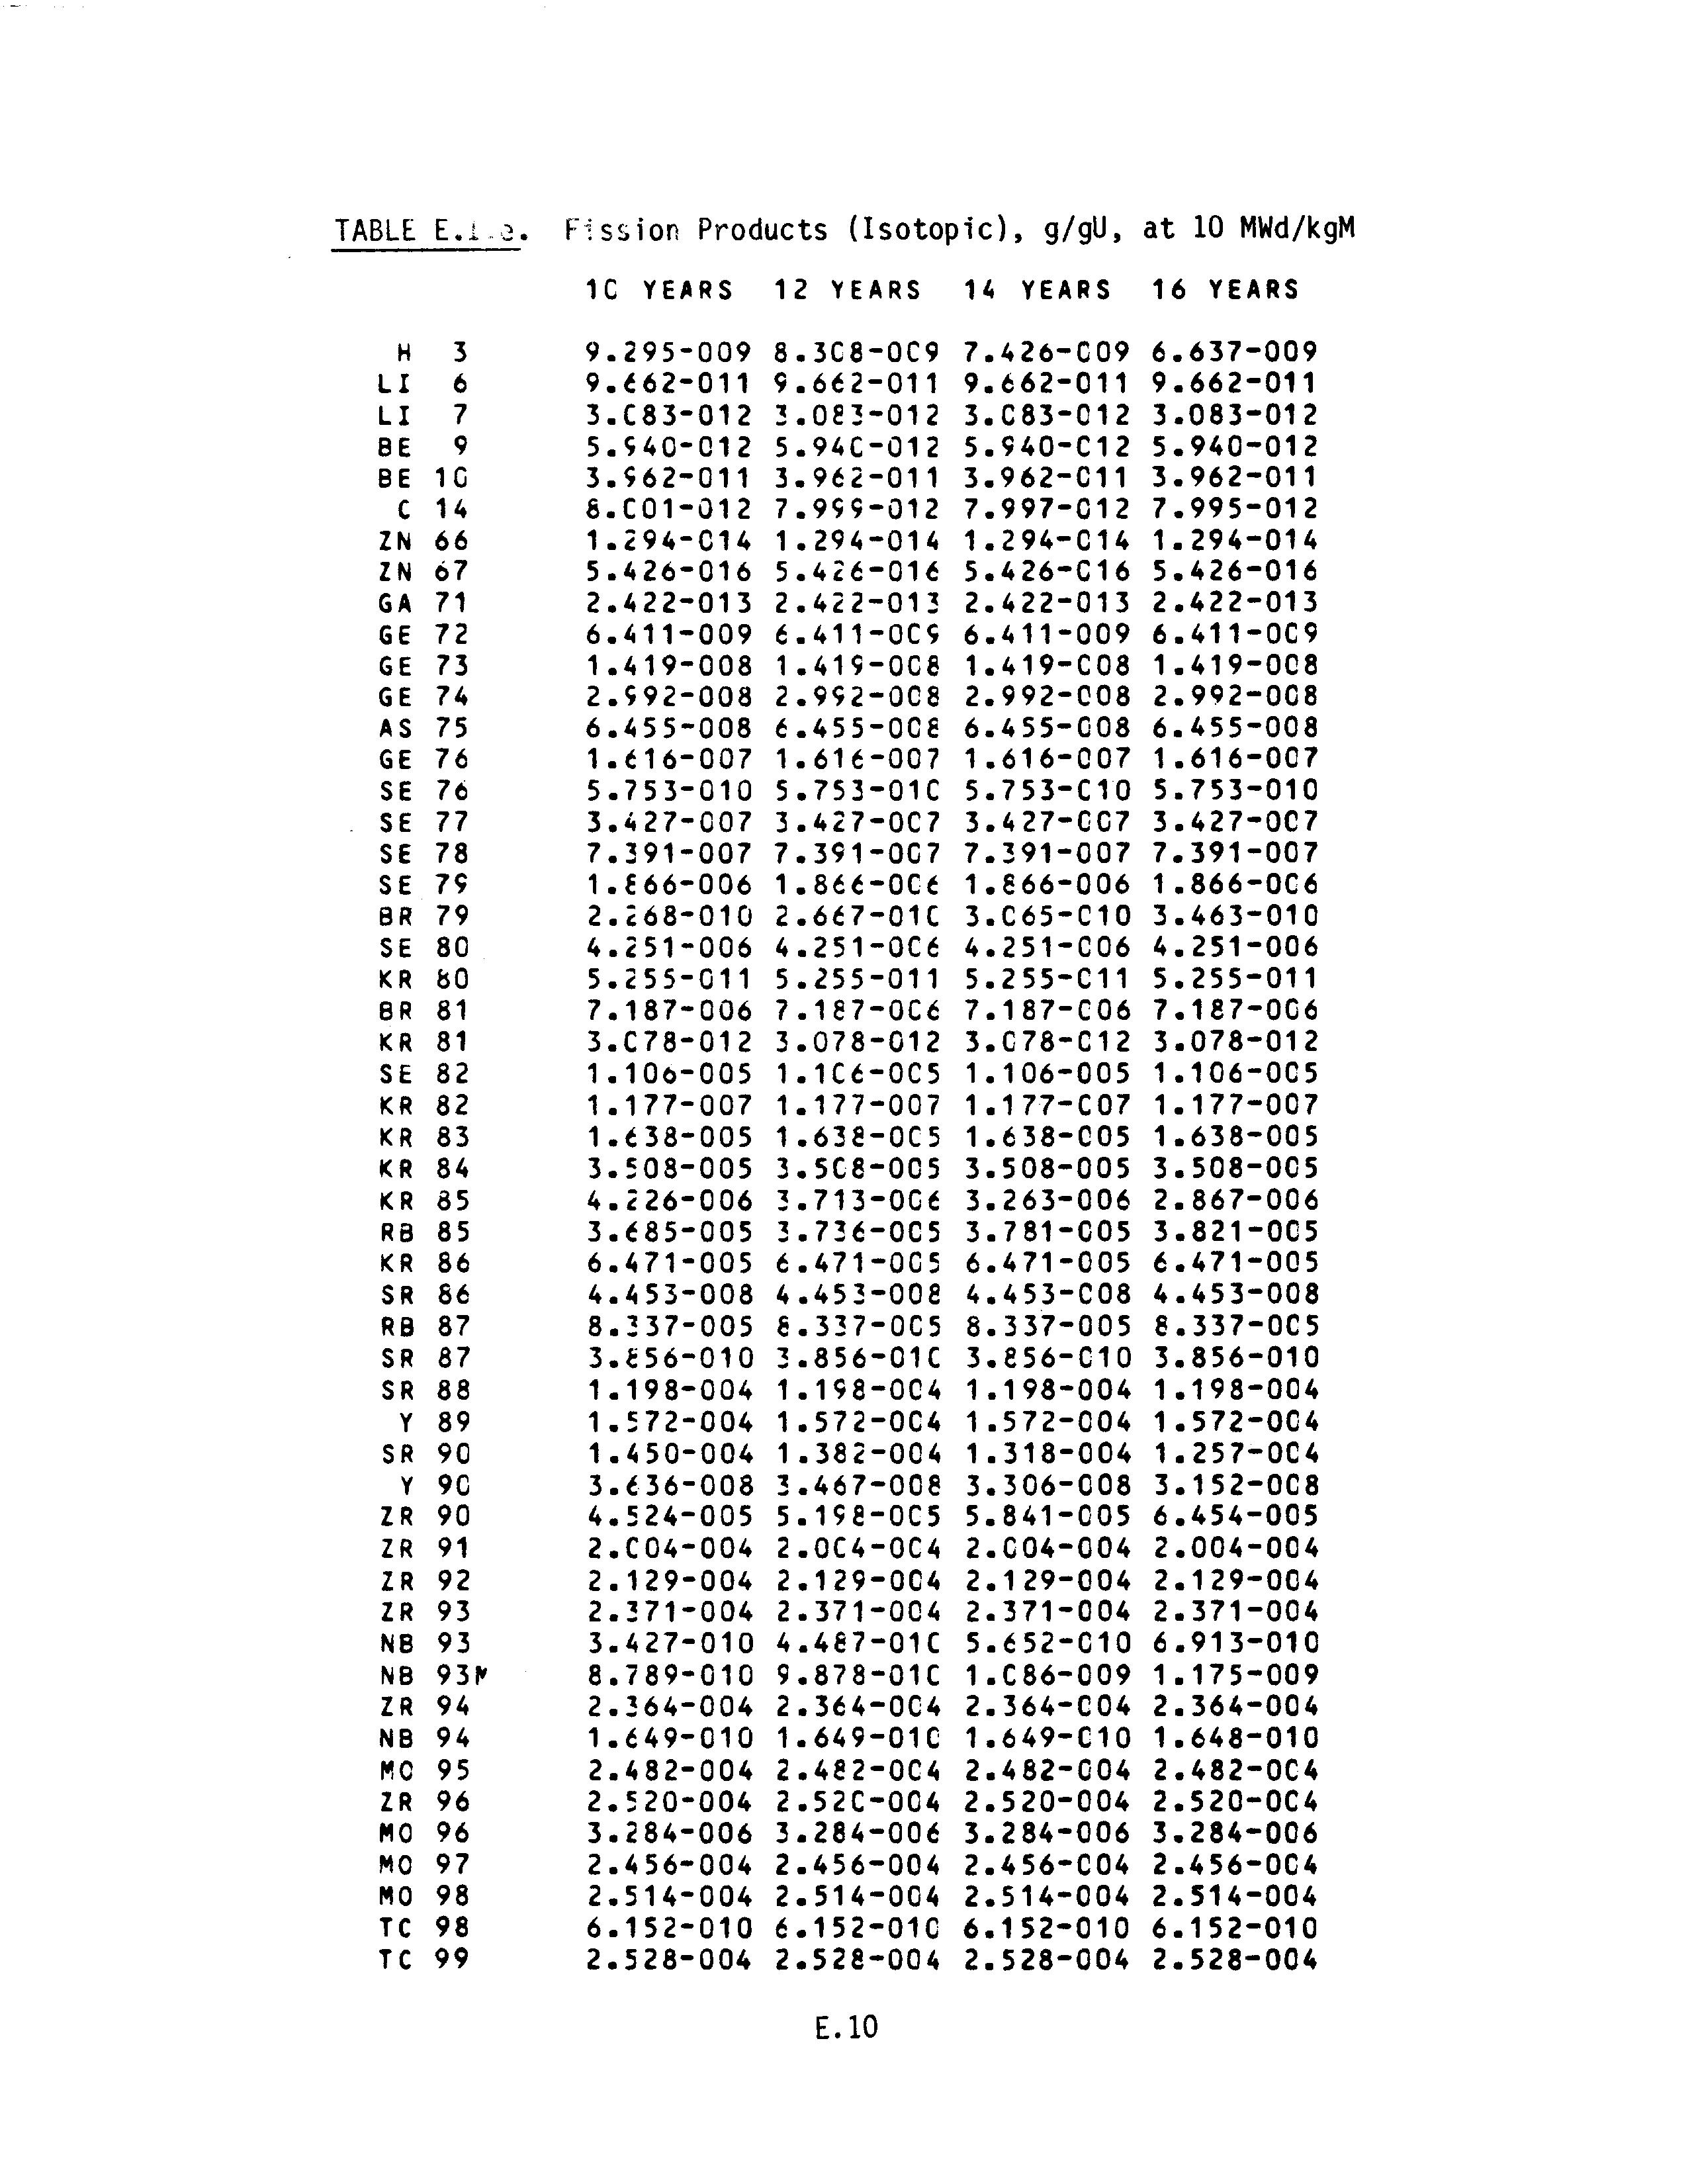 TABLE E.1.e. Fission Products (Isotopic), g/gU, at 10 MWd/kgM
10 YEARS 12 YEARS 14 YEARS 16 YEARS
H 3 9.295-009 8.308-009 7.426-009 6.637-009
LI 6 9.662-011 9.662-011 9.662-011 9.662-011
LI 7 3.083-012 3.083-012 3.083-012 3.083-012
BE 9 5.940-012 5.940-012 5.940-012 5.940-012
BE 10 3.962-011 3.962-011 3.962-011 3.962-011
C 14 8.001-012 7.999-012 7.997-012 7.995-012
ZN 66 1.294-014 1.294-014 1.294-014 1.294-014
ZN 67 5.426-016 5.426-016 5.426-016 5.426-016
GA 71 2.422-013 2.422-013 2.422-013 2.422-013
GE 72 6.411-009 6.411-009 6.411-009 6.411-009
GE 73 1.419-008 1.419-008 1.419-008 1.419-008
GE 74 2.992-008 2.992-008 2.992-008 2.992-008
AS 75 6.455-008 6.455-008 6.455-008 6.455-008
GE 76 1.616-007 1.616-007 1.616-007 1.616-007
SE 76 5.753-010 5.753-010 5.753-010 5.753-010
SE 77 3.427-007 3.427-007 3.427-007 3.427-007
SE 78 7.391-007 7.391-007 7.391-007 7.391-007
SE 79 1.866-006 1.866-006 1.866-006 1.866-006
BR 79 2.268-010 2.667-010 3.065-010 3.463-010
SE 80 4.251-006 4.251-006 4.251-006 4.251-006
KR 80 5.255-011 5.255-011 5.255-011 5.255-011
BR 81 7.187-006 7.187-006 7.187-006 7.187-006
KR 81 3.078-012 3.078-012 3.078-012 3.078-012
SE 82 1.106-005 1.106-005 1.106-005 1.106-005
KR 82 1.177-007 1.177-007 1.177-007 1.177-007
KR 83 1.638-005 1.638-005 1.638-005 1.638-005
KR 84 3.508-005 3.508-005 3.508-005 3.508-005
KR 85 4.226-006 3.713-006 3.263-006 2.867-006
RB 85 3.685-005 3.736-005 3.781-005 3.821-005
KR 86 6.471-005 6.471-005 6.471-005 6.471-005
SR 86 4.453-008 4.453-008 4.453-008 4.453-008
RB 87 8.337-005 8.337-005 8.337-005 8.337-005
SR 87 3.856-010 3.856-010 3.856-010 3.856-010
SR 88 1.198-004 1.198-004 1.198-004 1.198-004
Y 89 1.572-004 1.572-004 1.572-004 1.572-004
SR 90 1.450-004 1.382-004 1.318-004 1.257-004
Y 90 3.636-008 3.467-008 3.306-008 3.152-008
ZR 90 4.524-005 5.198-005 5.841-005 6.454-005
ZR 91 2.004-004 2.004-004 2.004-004 2.004-004
ZR 92 2.129-004 2.129-004 2.129-004 2.129-004
ZR 93 2.371-004 2.371-004 2.371-004 2.371-004
NB 93 3.427-010 4.487-010 5.652-010 6.913-010
NB 93M 8.789-010 9.878-010 1.086-009 1.175-009
ZR 94 2.364-004 2.364-004 2.364-004 2.364-004
NB 94 1.649-010 1.649-010 1.649-010 1.648-010
MO 95 2.482-004 2.482-004 2.482-004 2.482-004
ZR 96 2.520-004 2.520-004 2.520-004 2.520-004
MO 96 3.284-006 3.284-006 3.284-006 3.284-006
MO 97 2.456-004 2.456-004 2.456-004 2.456-004
MO 98 2.514-004 2.514-004 2.514-004 2.514-004
TC 98 6.152-010 6.152-010 6.152-010 6.152-010
TC 99 2.528-004 2.528-004 2.528-004 2.528-004
E.10